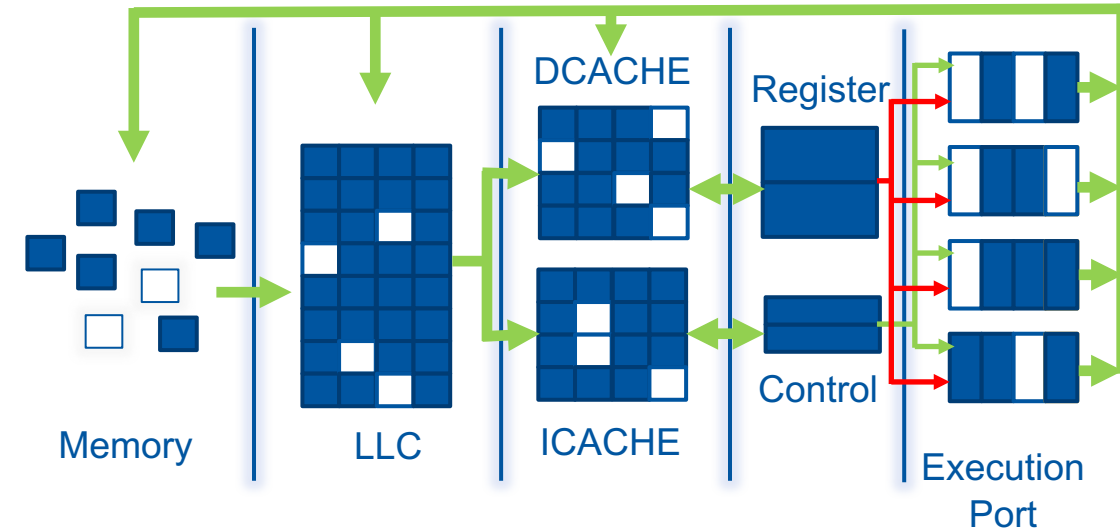 DCACHE
Register
Memory
LLC
ICACHE
Control
Execution
Port